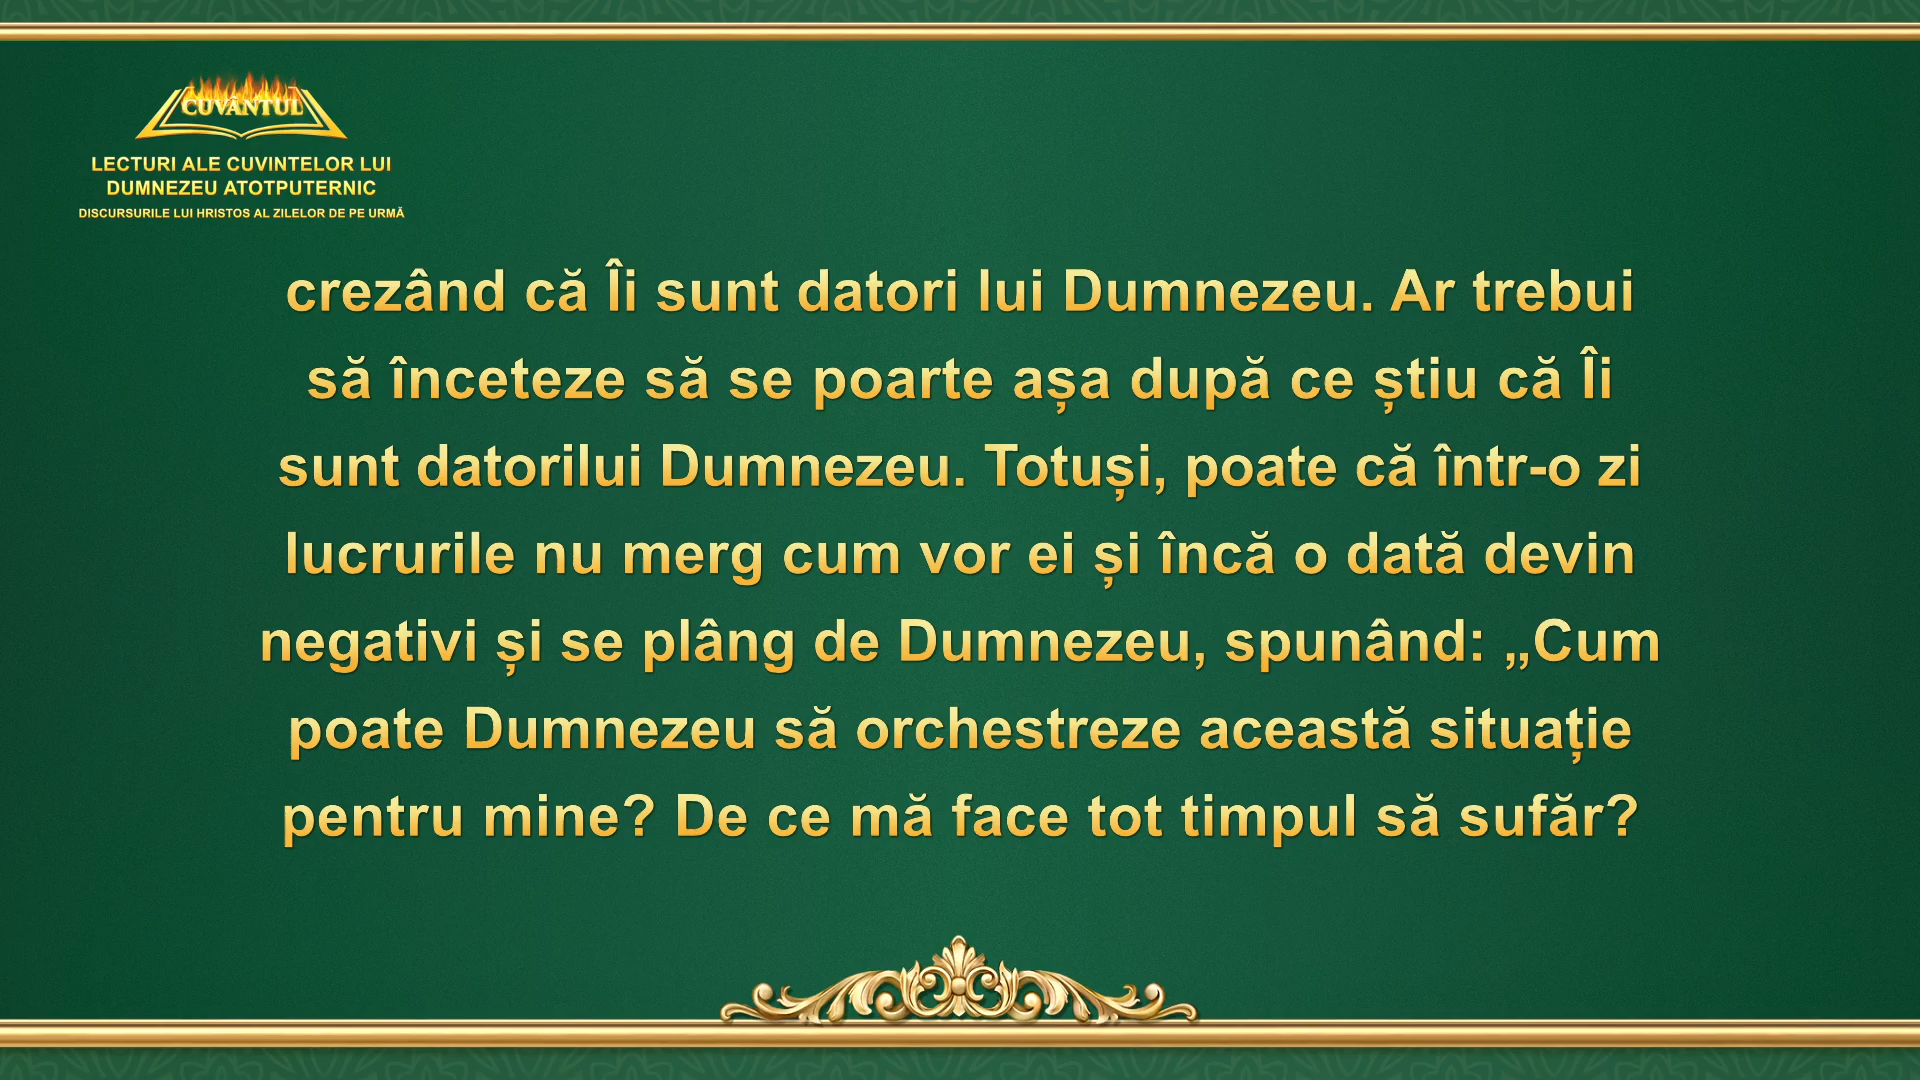 CUVÂNTUL
LECTURI ALE CUVINTELOR LUI
DUMNEZEU ATOTPUTERNIC
DISCURSURILE LUI HRISTOS AL ZILELOR DE PE URMĂ
crezând că Îi sunt datori lui Dumnezeu. Ar trebui
să înceteze să se poarte așa după ce știu că Îi
sunt datorilui Dumnezeu. Totuși, poate că într-o zi
lucrurile nu merg cum vor ei și încă o dată devin
negativi și se plâng de Dumnezeu, spunând: „Cum
poate Dumnezeu să orchestreze această situație
pentru mine? De ce mă face tot timpul să sufăr?